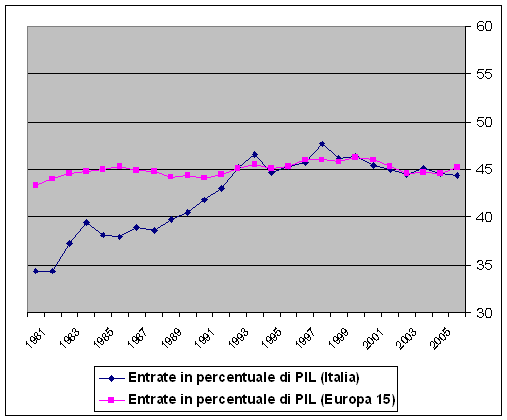 60
55
50
45
40
35
30
1981 1983 1985 1987 1989 1991 1993 1995 1997 1999 2001 2003 2005
Entrate in percentuale di PIL (Italia)
Entrate in percentuale di PIL (Europa 15)